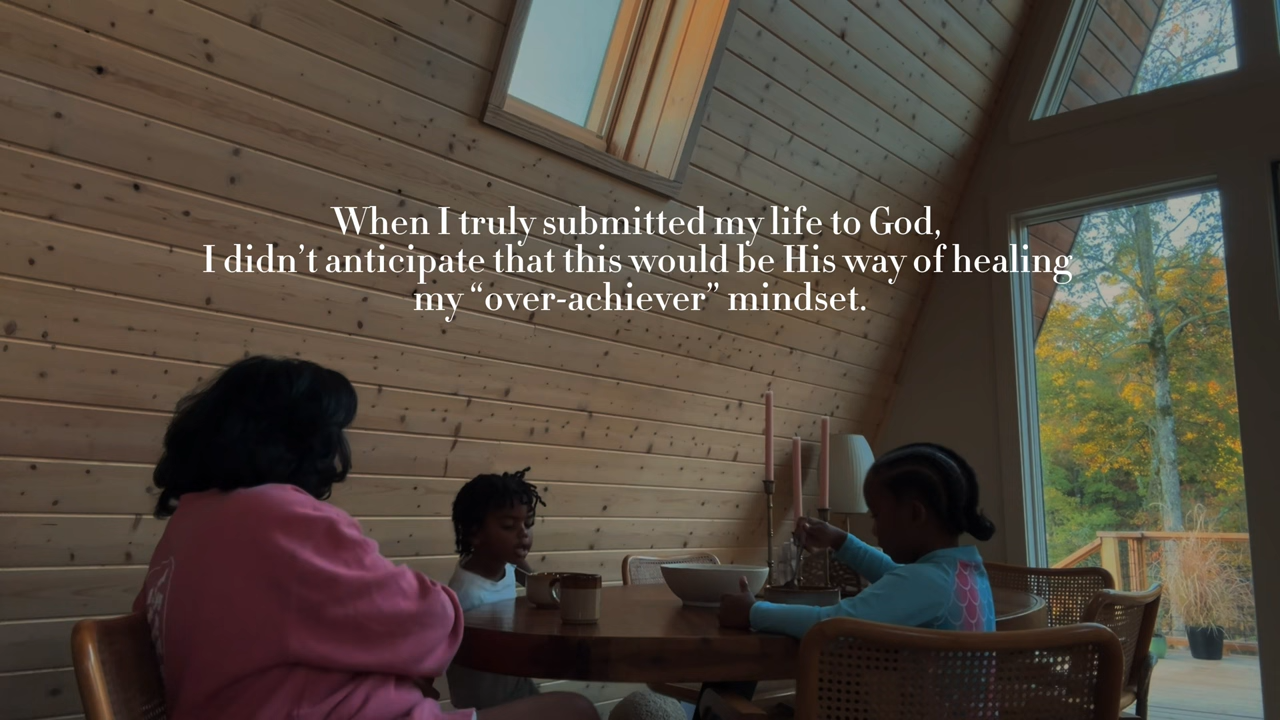 When I truly submitted my life to God,
I didn’t anticipate that this would be His way of healing
my “over-achiever” mindset.